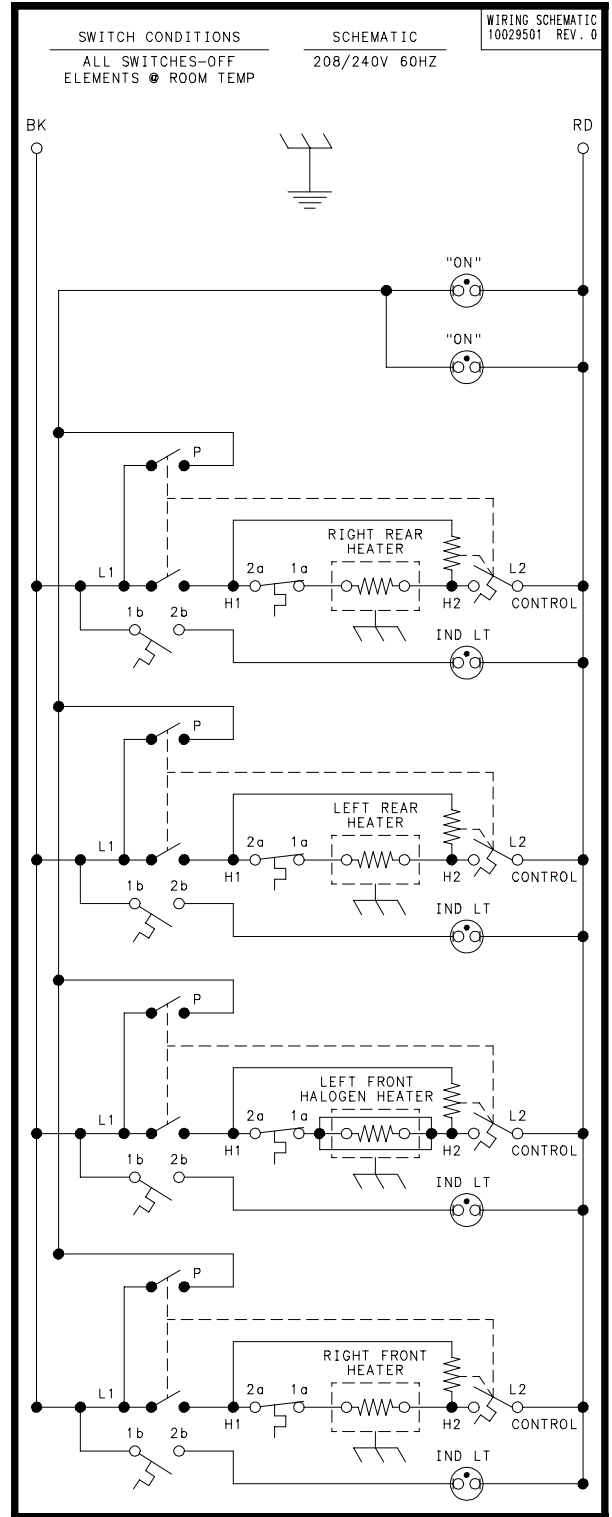 WIRING SCHEMATIC
10029501 REV. 0
SWITCH CONDITIONS
ALL SWITCHES-OFF
ELEMENTS @ ROOM TEMP
SCHEMATIC
208/240V 60HZ
BK
RD
"ON"
"ON"
P
RIGHT REAR
HEATER
L1
2a
1a
L2
H1
H2
CONTROL
1b
2b
IND LT
P
LEFT REAR
HEATER
L1
2a
1a
L2
H1
H2
CONTROL
1b
2b
IND LT
P
LEFT FRONT
HALOGEN HEATER
L1
2a
1a
L2
H1
H2
CONTROL
1b
2b
IND LT
P
RIGHT FRONT
HEATER
L1
2a
1a
L2
H1
H2
CONTROL
1b
2b
IND LT